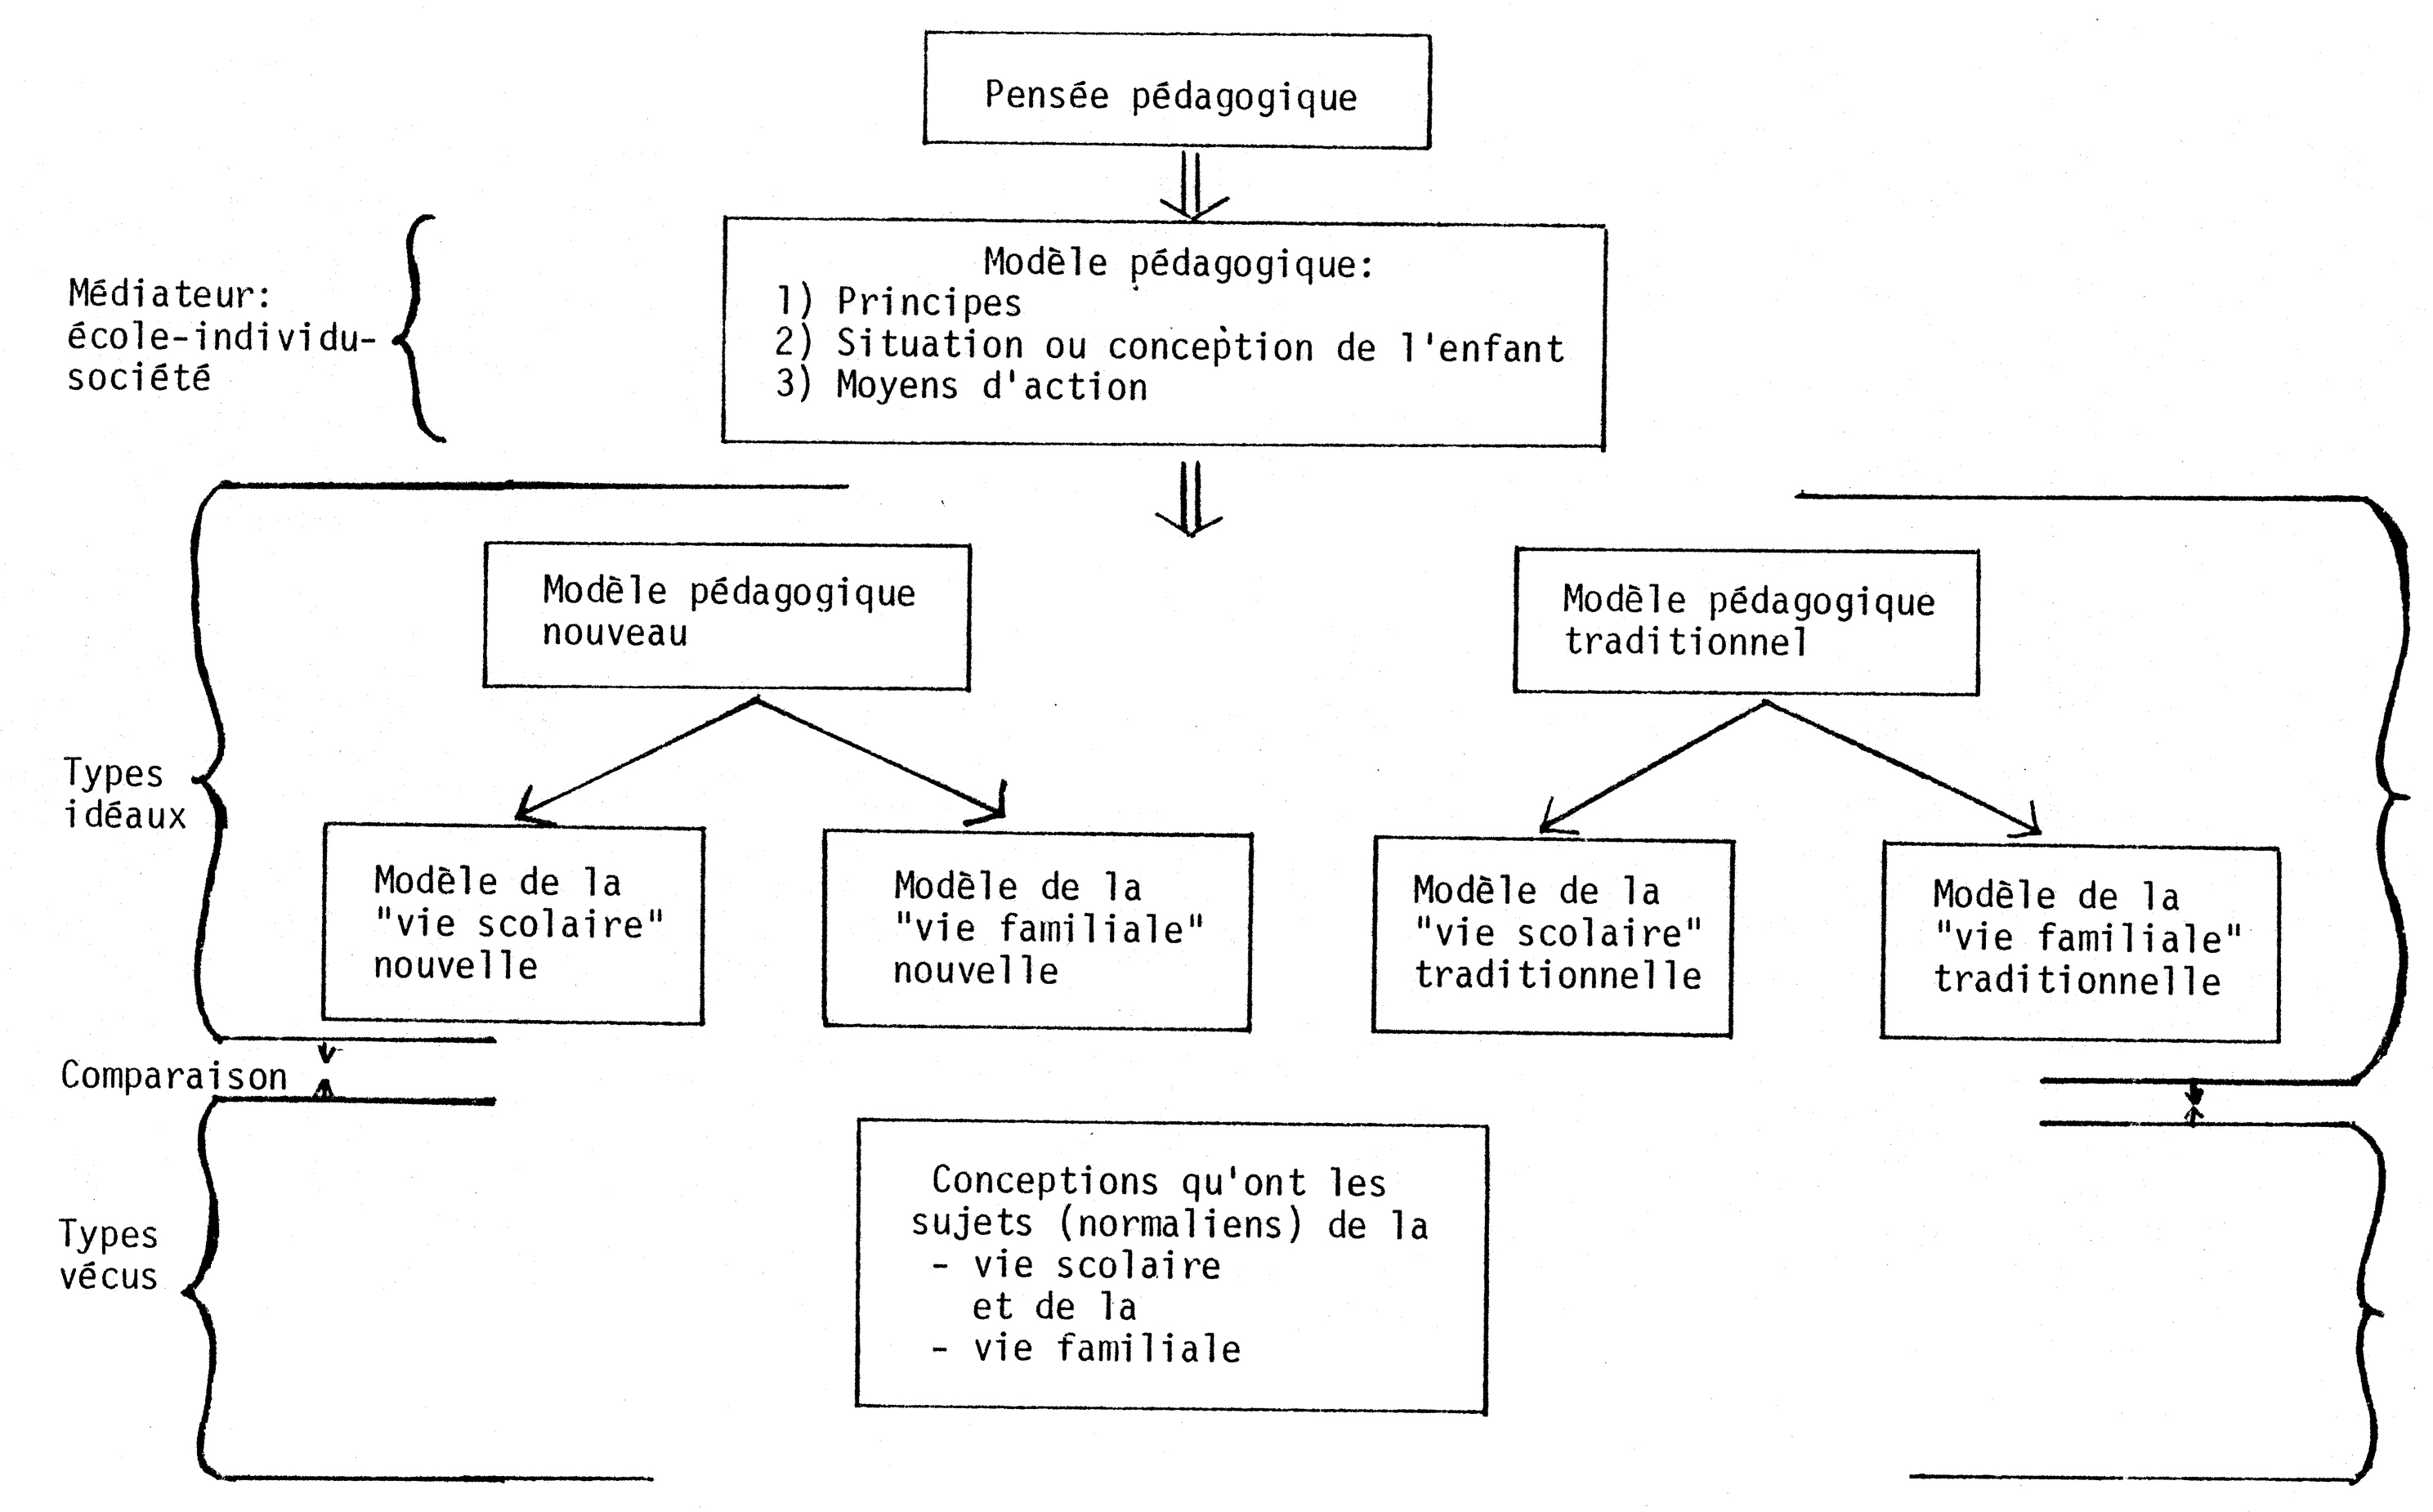 Pensée pédagogique
Médiateur:
école-individu-
société
Modèle pédagogique:
1) Principes
2) Situation ou conception de l'enfant
3) Moyens d'action
Modèle pédagogique
nouveau
Modèle pédagogique
traditionnel
Types
idéaux
Modèle de la
"vie scolaire"
nouvelle
Modèle de la
"vie familiale"
nouvelle
Modèle de la
"vie scolaire"
traditionnelle
Modèle de la
"vie familiale"
traditionnelle
Comparaison
Types
vécus
Conceptions qu'ont les
sujets (normaliens) de la
- vie scolaire
et de la
- vie familiale